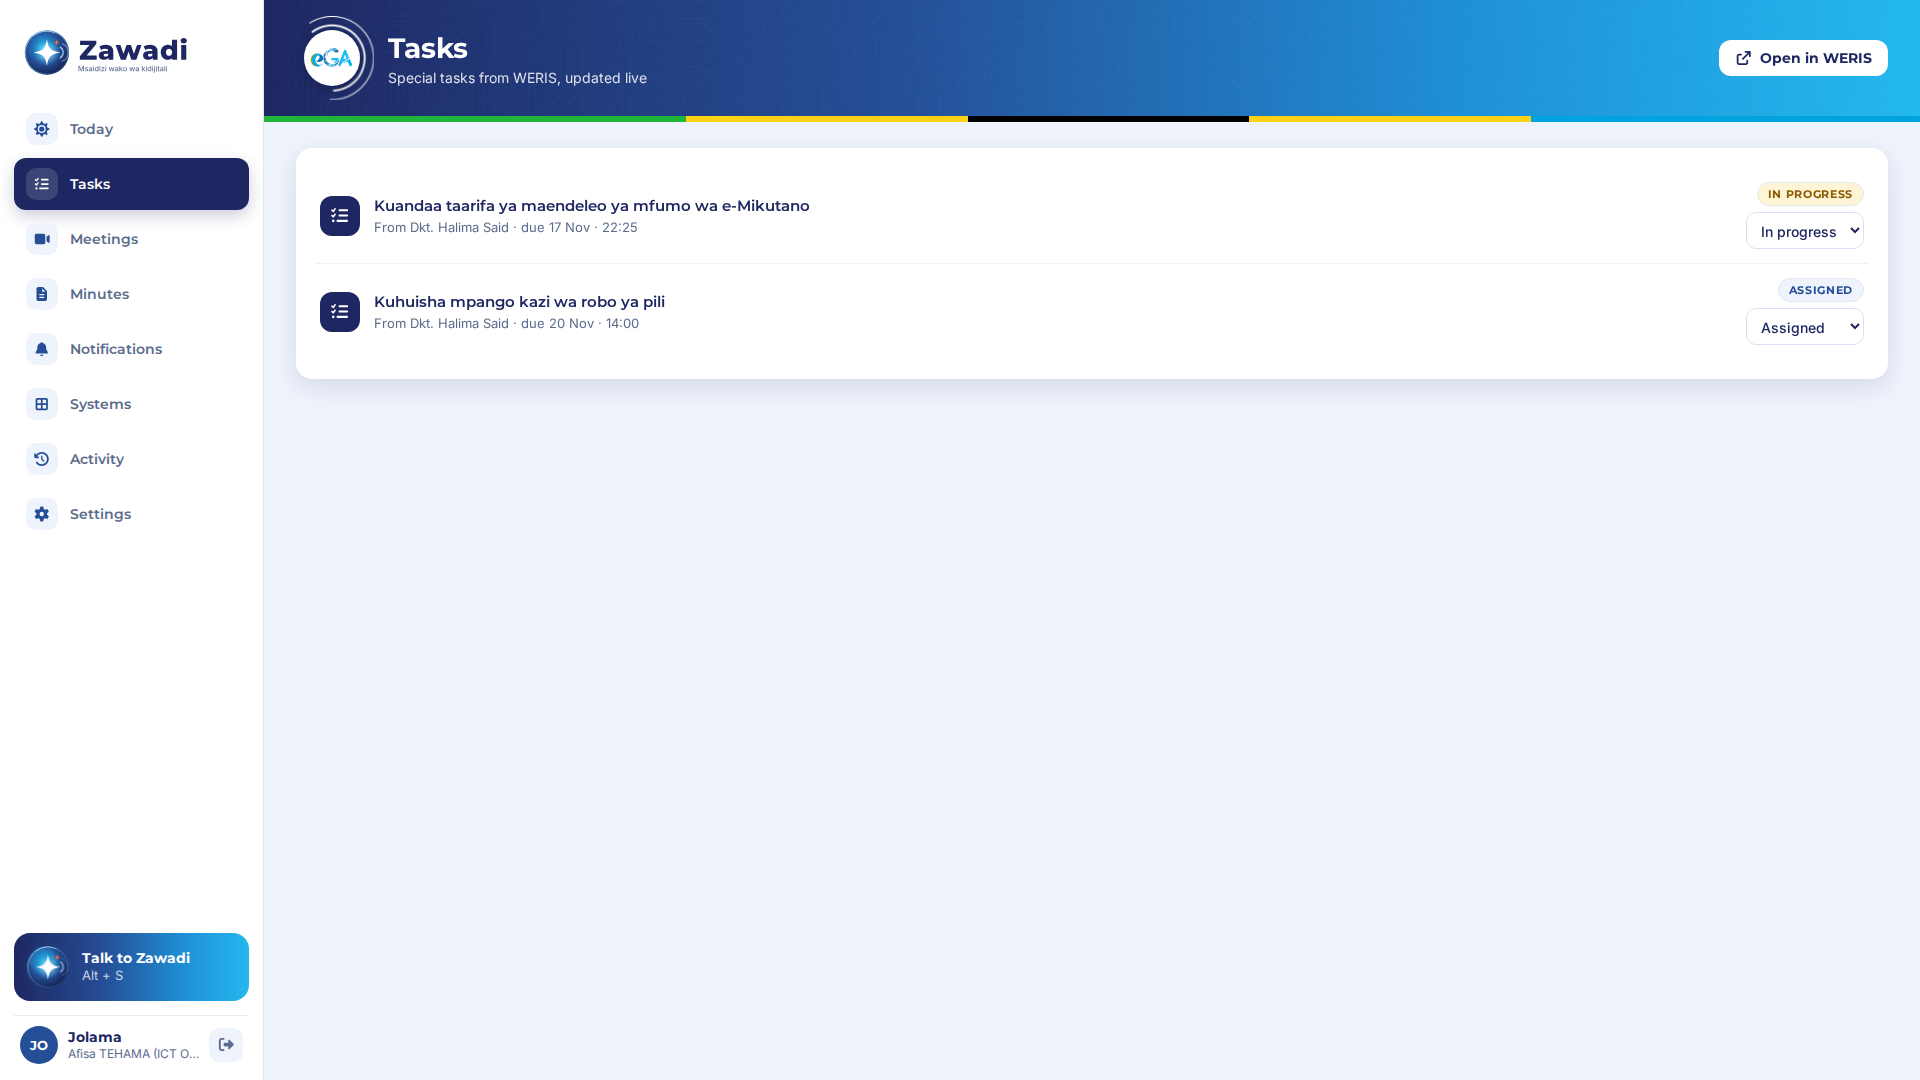 Zawadi
Msaidizi wako wa kidijitali
Today
Tasks
Meetings
Minutes
Notifications
Systems
Activity
Settings
Talk to Zawadi
Alt + S
JO
Jolama
Afisa TEHAMA (ICT O...
eGA
Tasks
Special tasks from WERIS, updated live
Open in WERIS
Kuandaa taarifa ya maendeleo ya mfumo wa e-Mikutano
From Dkt. Halima Said · due 17 Nov · 22:25
IN PROGRESS
In progress
Kuhuisha mpango kazi wa robo ya pili
From Dkt. Halima Said · due 20 Nov · 14:00
ASSIGNED
Assigned